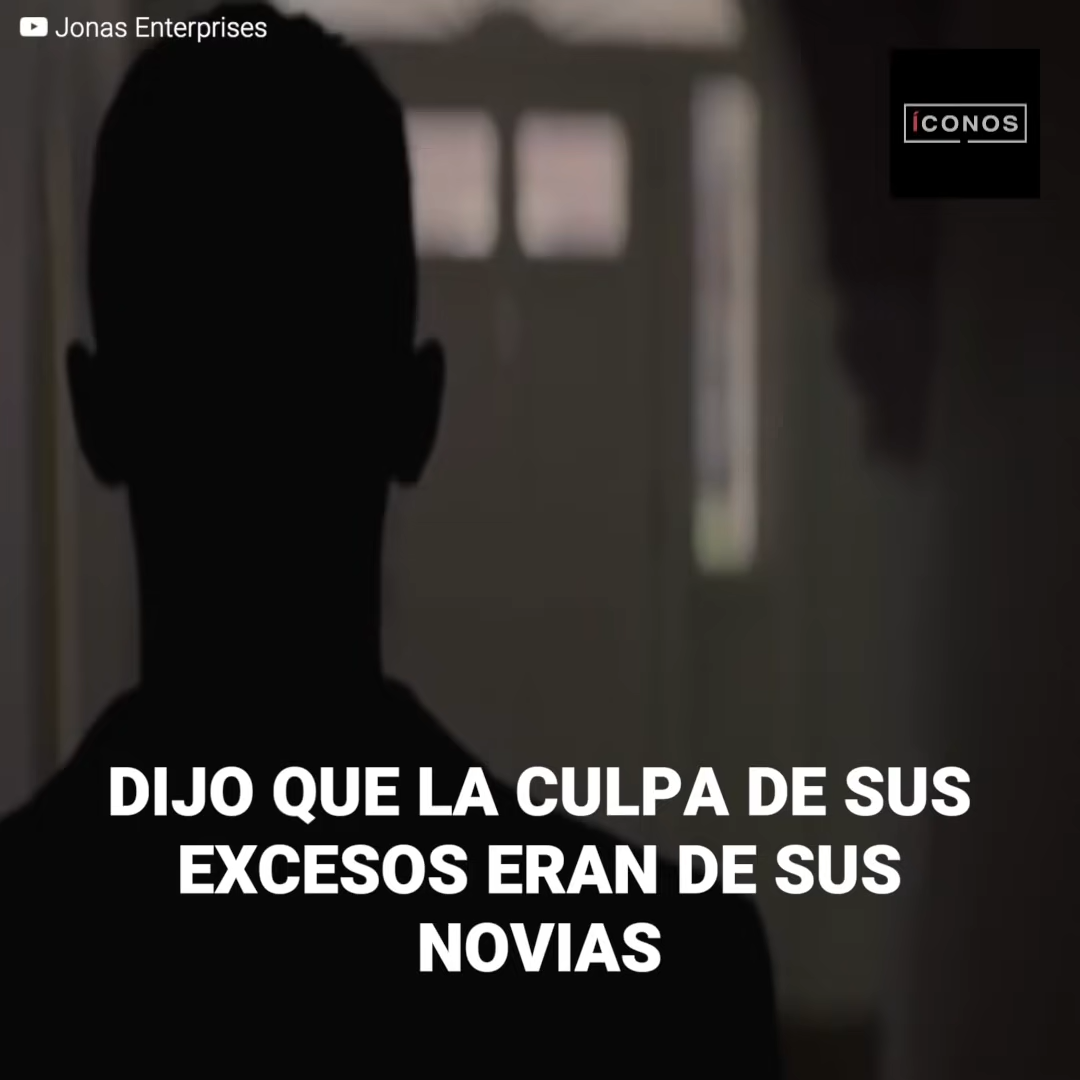 Jonas Enterprises
ÍCONOS
DIJO QUE LA CULPA DE SUS
EXCESOS ERAN DE SUS
NOVIAS